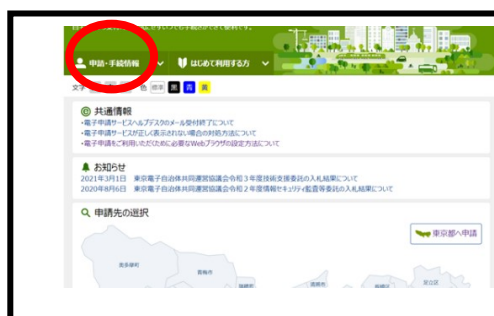 申請・手続情報
はじめて利用する方
文字
色 標準 黒 青 黄
共通情報
・電子申請サービスヘルプデスクのメール受付終了について
・電子申請サービスが正しく表示されない場合の対処方法について
・電子申請をご利用いただくために必要なWebブラウザの設定方法について
お知らせ
2021年3月1日 東京電子自治体共同運営協議会令和3年度技術支援委託の入札結果について
2020年8月6日 東京電子自治体共同運営協議会令和2年度情報セキュリティ監査等委託の入札結果について
申請先の選択
東京都へ申請
奥多摩町
青梅市
足立区